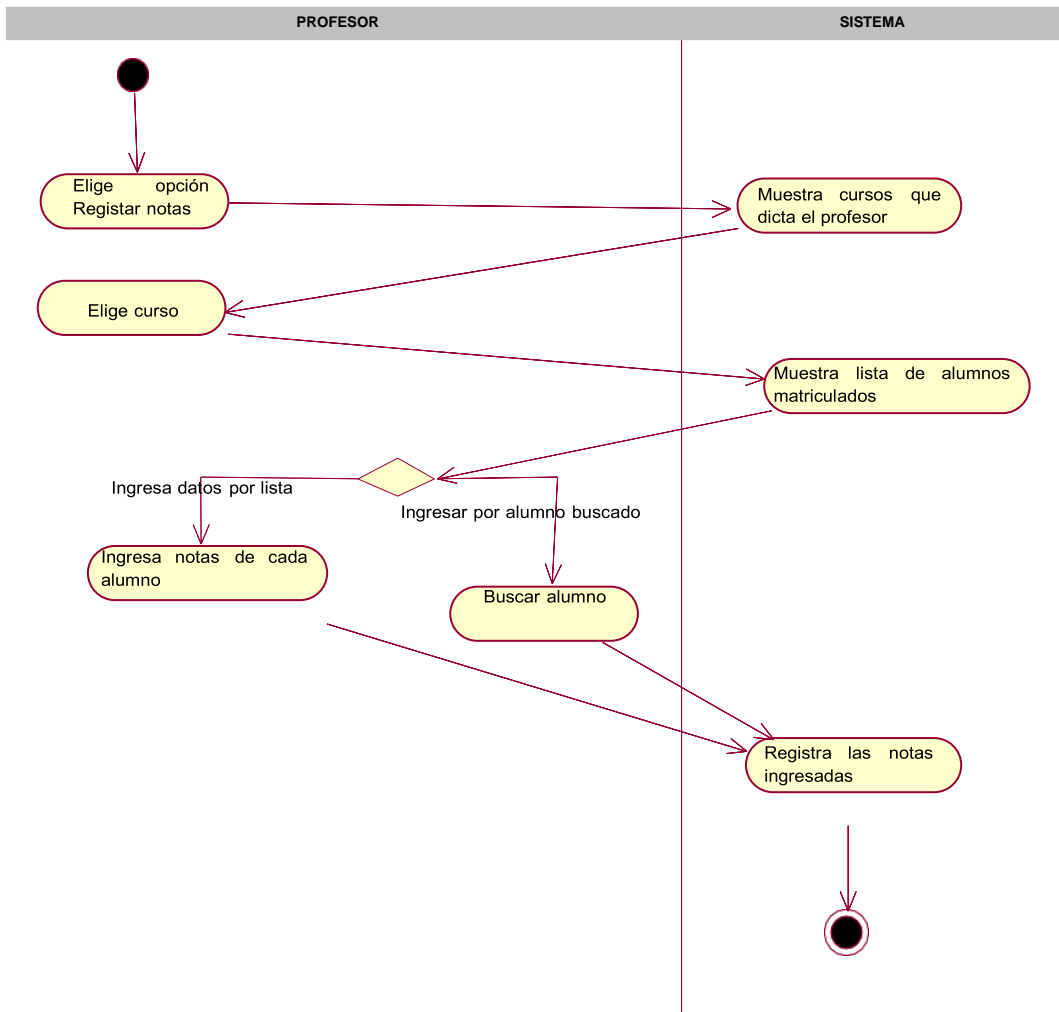 PROFESOR
SISTEMA
Elige opción
Registar notas
Muestra cursos que
dicta el profesor
Elige curso
Muestra lista de alumnos
matriculados
Ingresa datos por lista
Ingresar por alumno buscado
Ingresa notas de cada
alumno
Buscar alumno
Registra las notas
ingresadas